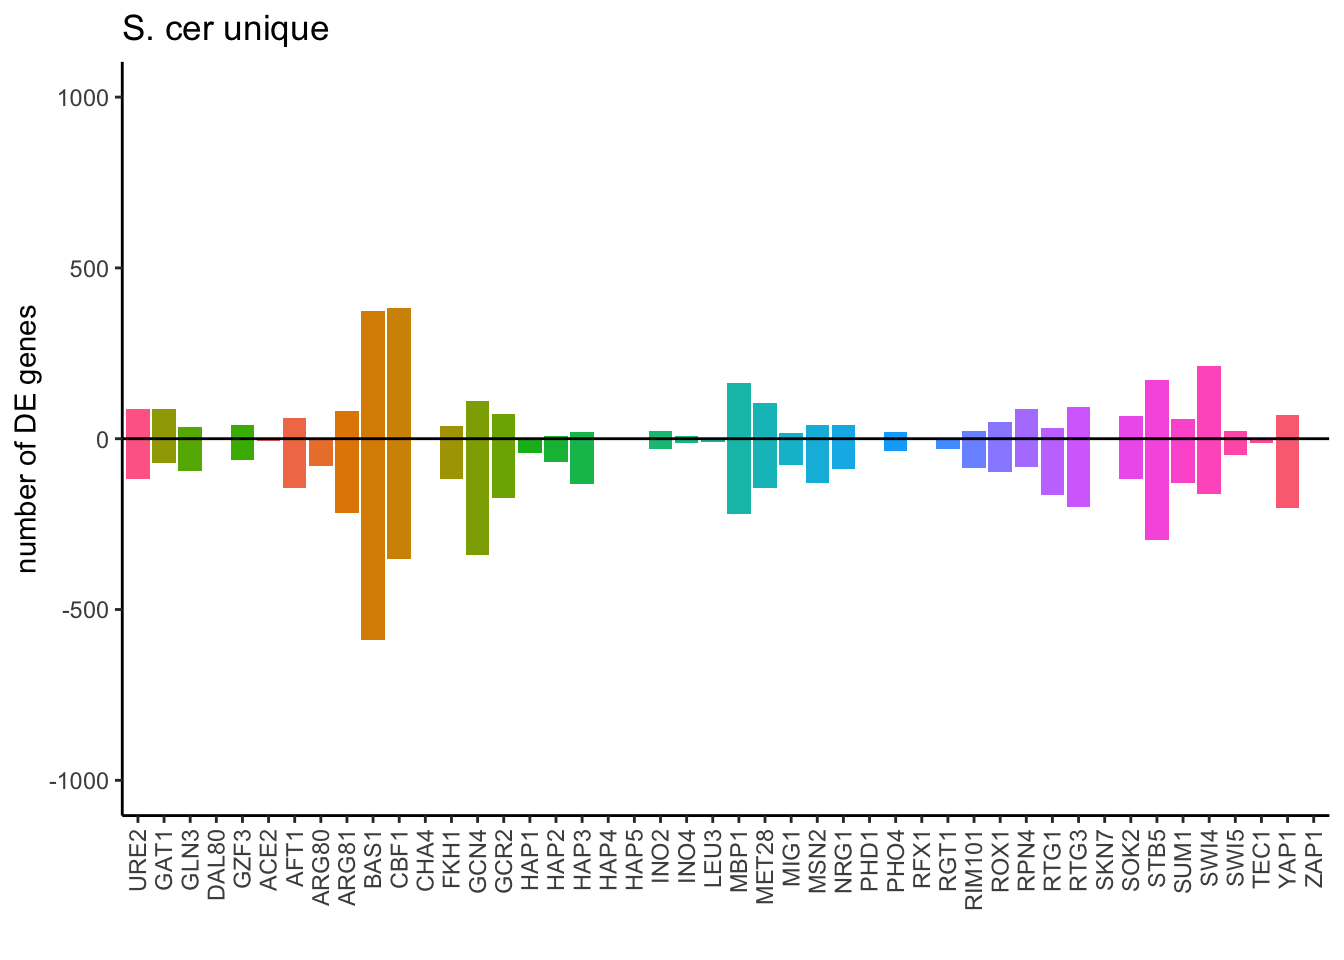 S. cer unique
number of DE genes
1000
500
0
-500
-1000
URE2
GAT1
GLN3
DAL80
GZF3
ACE2
AFT1
ARG80
ARG81
BAS1
CBF1
CHA4
FKH1
GCN4
GCR2
HAP1
HAP2
HAP3
HAP4
HAP5
INO2
INO4
LEU3
MBP1
MET28
MIG1
MSN2
NRG1
PHD1
PHO4
RFX1
RGT1
RIM101
ROX1
RPN4
RTG1
RTG3
SKN7
SOK2
STB5
SUM1
SWI4
SWI5
TEC1
YAP1
ZAP1